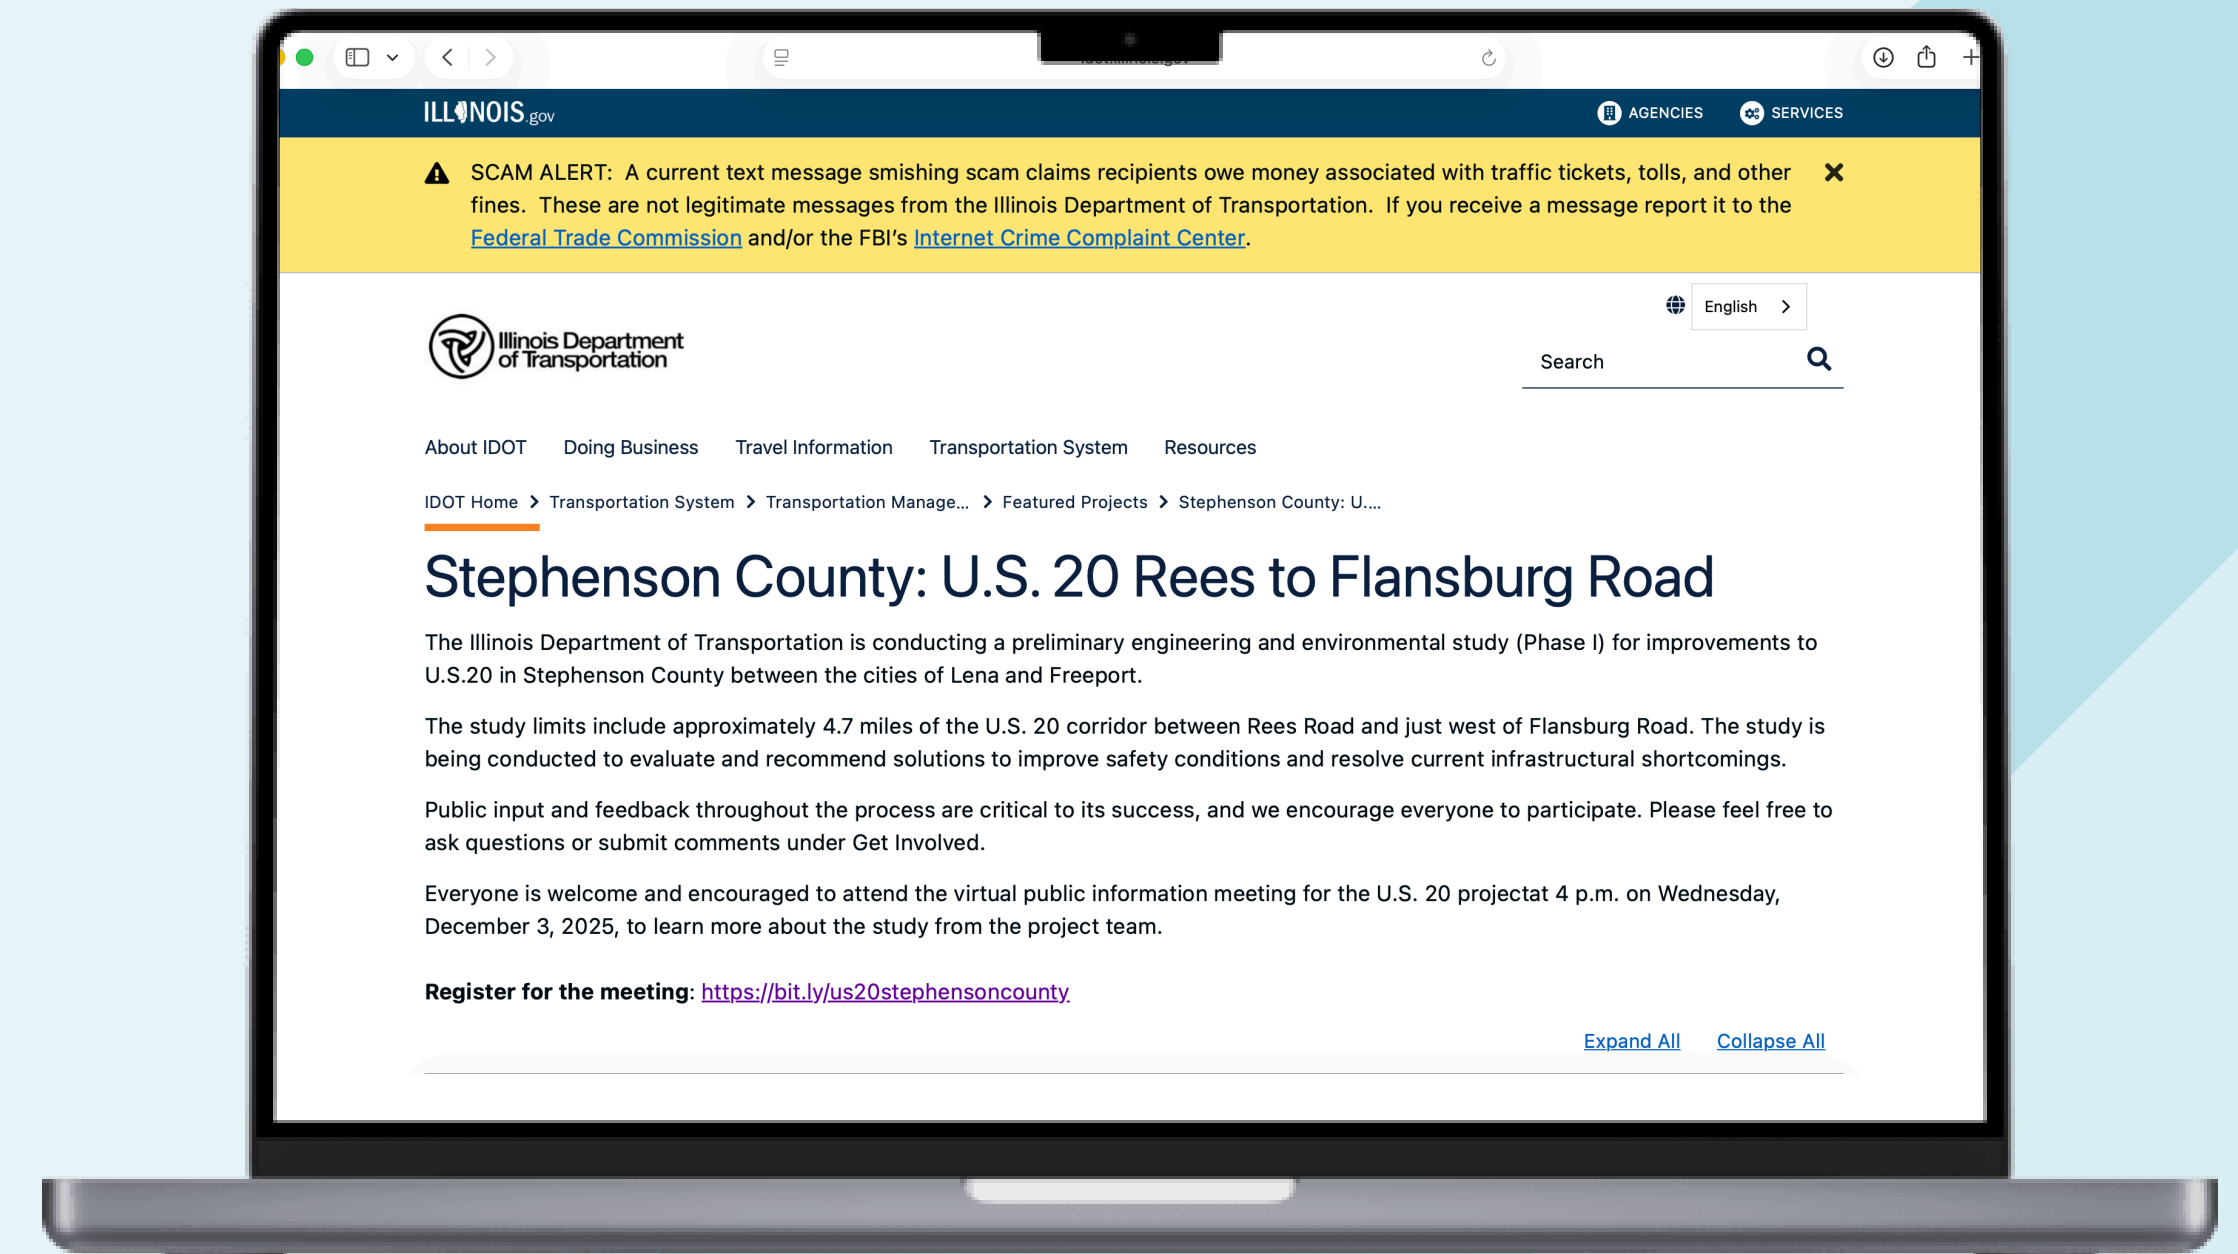 ILLINOIS.gov
AGENCIES
SERVICES
SCAM ALERT:  A current text message smishing scam claims recipients owe money associated with traffic tickets, tolls, and other
fines.  These are not legitimate messages from the Illinois Department of Transportation.  If you receive a message report it to the
Federal Trade Commission and/or the FBI's Internet Crime Complaint Center.
English
Illinois Department
of Transportation
Search
About IDOT
Doing Business
Travel Information
Transportation System
Resources
IDOT Home > Transportation System > Transportation Manage... > Featured Projects > Stephenson County: U....
Stephenson County: U.S. 20 Rees to Flansburg Road
The Illinois Department of Transportation is conducting a preliminary engineering and environmental study (Phase I) for improvements to
U.S.20 in Stephenson County between the cities of Lena and Freeport.
The study limits include approximately 4.7 miles of the U.S. 20 corridor between Rees Road and just west of Flansburg Road. The study is
being conducted to evaluate and recommend solutions to improve safety conditions and resolve current infrastructural shortcomings.
Public input and feedback throughout the process are critical to its success, and we encourage everyone to participate. Please feel free to
ask questions or submit comments under Get Involved.
Everyone is welcome and encouraged to attend the virtual public information meeting for the U.S. 20 projectat 4 p.m. on Wednesday,
December 3, 2025, to learn more about the study from the project team.
Register for the meeting: https://bit.ly/us20stephensoncounty
Expand All
Collapse All